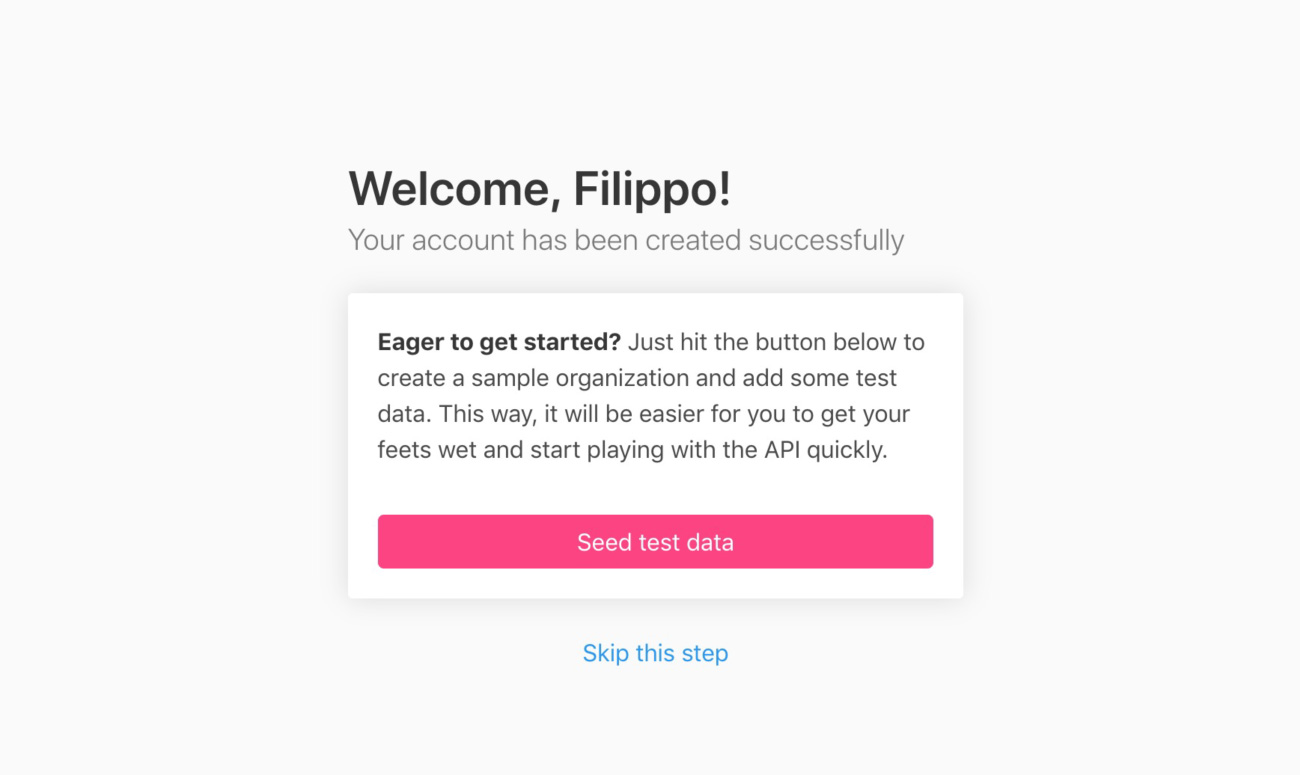 Welcome, Filippo!
Your account has been created successfully
Eager to get started? Just hit the button below to
create a sample organization and add some test
data. This way, it will be easier for you to get your
feets wet and start playing with the API quickly.
Seed test data
Skip this step